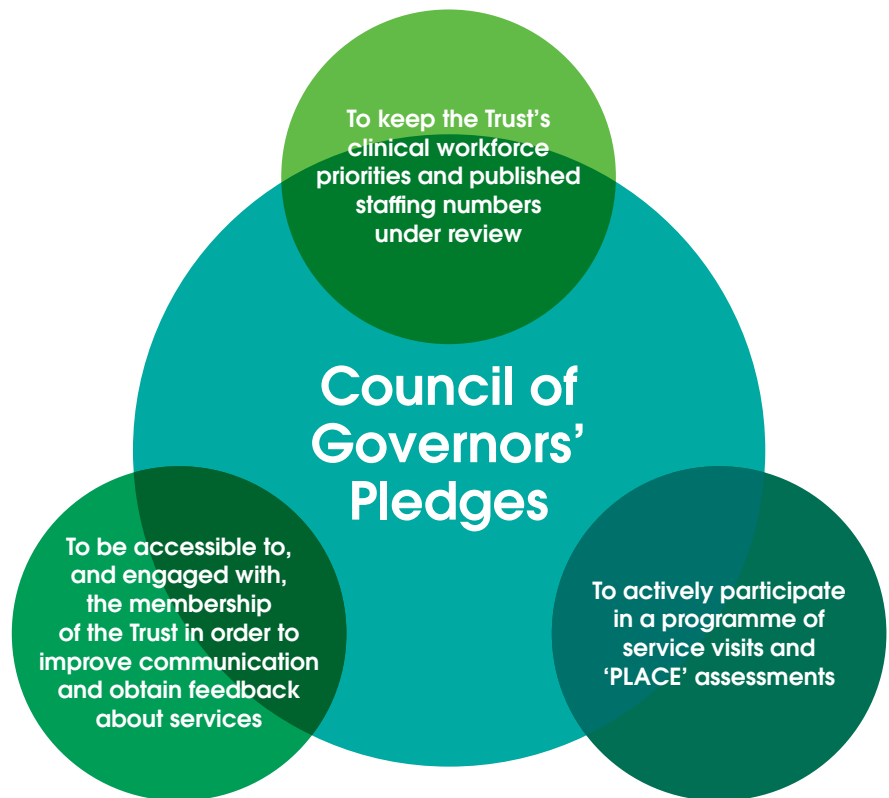 To keep the Trust's
clinical workforce
priorities and published
staffing numbers
under review
Council of
Governors'
Pledges
To be accessible to,
and engaged with,
the membership
of the Trust in order to
improve communication
and obtain feedback
about services
To actively participate
in a programme of
service visits and
‘PLACE’ assessments